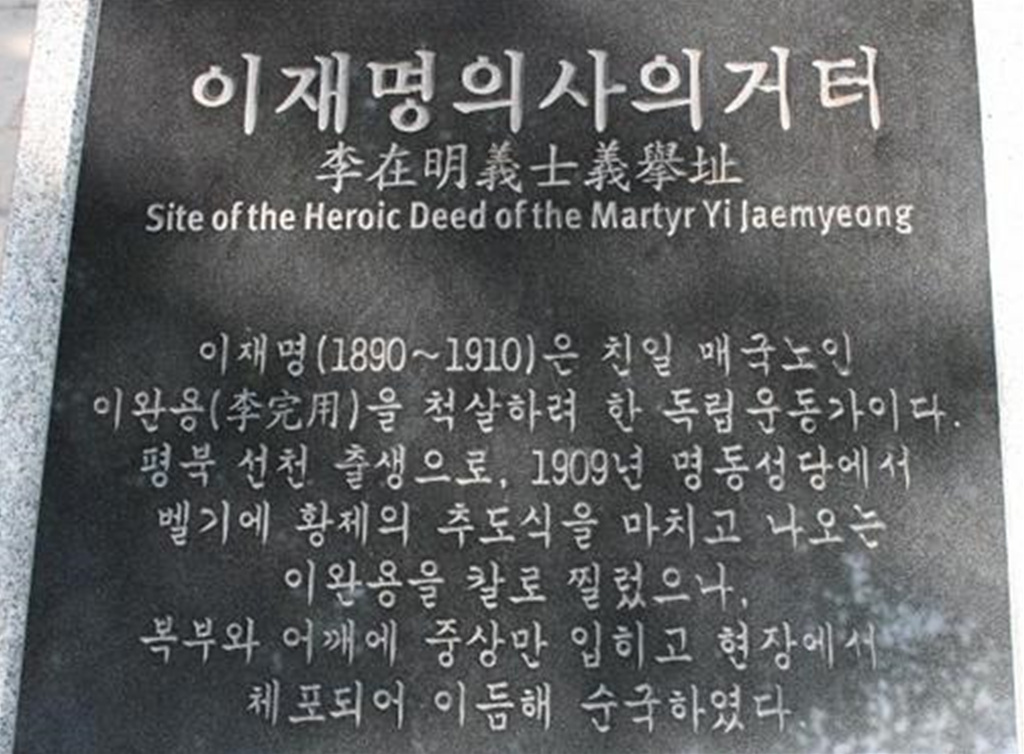 이재명의사의거터
李在明義士義擧址
Site of the Heroic Deed of the Martyr Yi Jaemyeong
이재명(1890~1910)은 친일 매국노인
이완용(李完用)을 척살하려 한 독립운동가이다.
평북 선천 출생으로, 1909년 명동성당에서
벨기에 황제의 추도식을 마치고 나오는
이완용을 칼로 찔렀으나,
복부와 어깨에 중상만 입히고 현장에서
체포되어 이듬해 순국하였다.